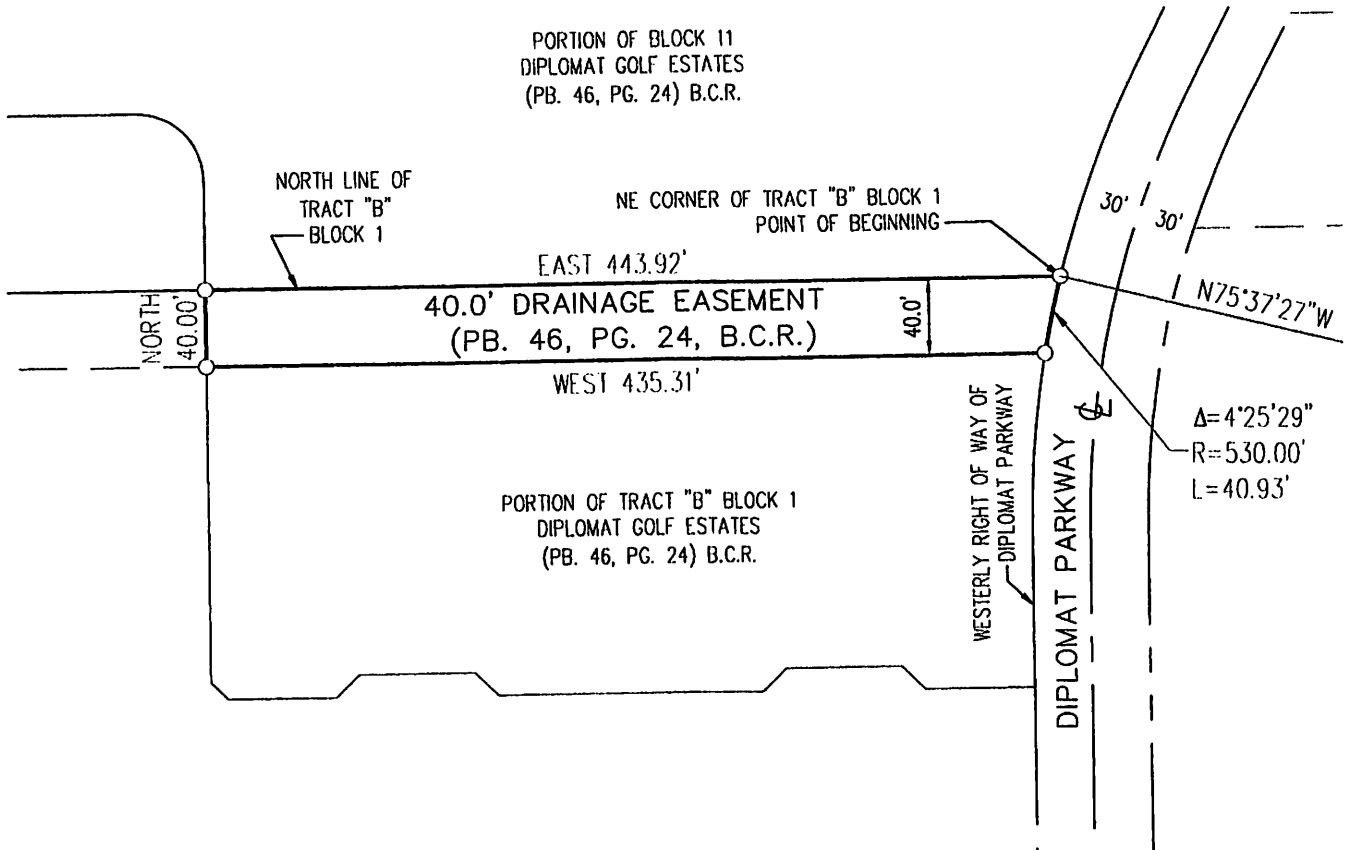 PORTION OF BLOCK 11
DIPLOMAT GOLF ESTATES
(PB. 46, PG. 24) B.C.R.
NORTH LINE OF
TRACT "B"
BLOCK 1
NE CORNER OF TRACT "B" BLOCK 1
POINT OF BEGINNING
30'
30'
EAST 443.92'
N75°37'27"W
NORTH
40.00'
40.0' DRAINAGE EASEMENT
(PB. 46, PG. 24, B.C.R.)
40.0'
WEST 435.31'
Δ=4°25'29"
R=530.00'
L=40.93'
WESTERLY RIGHT OF WAY OF
DIPLOMAT PARKWAY
DIPLOMAT PARKWAY
℄
PORTION OF TRACT "B" BLOCK 1
DIPLOMAT GOLF ESTATES
(PB. 46, PG. 24) B.C.R.